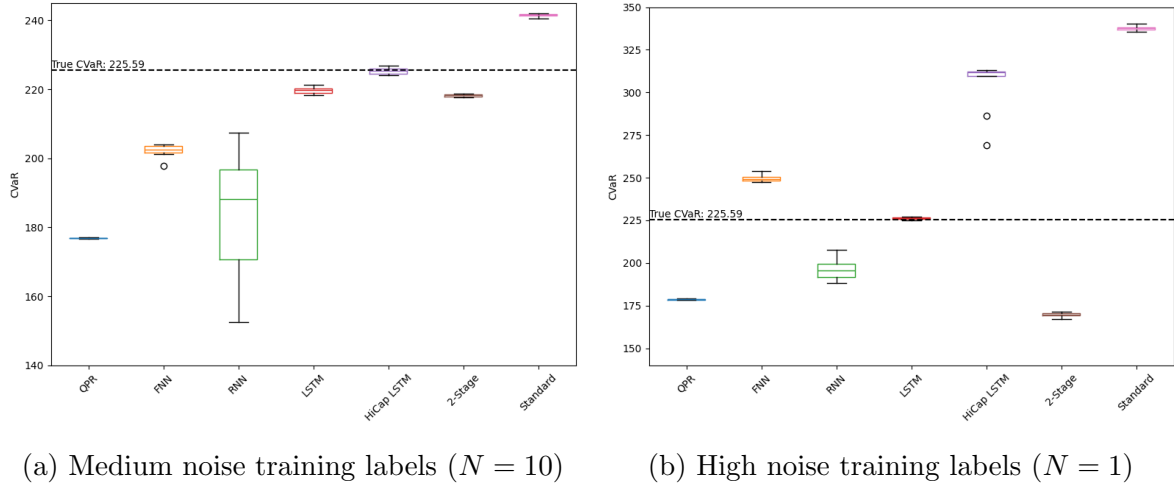 240
220
200
180
160
140
CVaR
True CVaR: 225.59
QPR
FNN
RNN
LSTM
HiCap LSTM
2-Stage
Standard
(a) Medium noise training labels (N = 10)
350
325
300
275
250
225
200
175
150
CVaR
True CVaR: 225.59
QPR
FNN
RNN
LSTM
HiCap LSTM
2-Stage
Standard
(b) High noise training labels (N = 1)